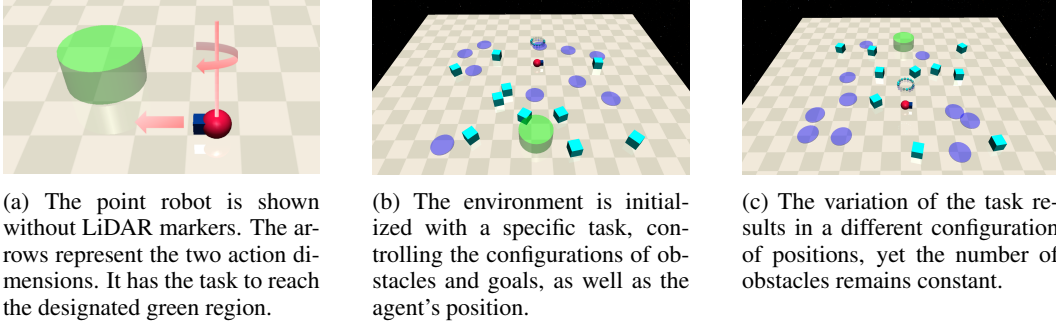 (a) The point robot is shown
without LiDAR markers. The ar-
rows represent the two action di-
mensions. It has the task to reach
the designated green region.
(b) The environment is initial-
ized with a specific task, con-
trolling the configurations of ob-
stacles and goals, as well as the
agent's position.
(c) The variation of the task re-
sults in a different configuration
of positions, yet the number of
obstacles remains constant.